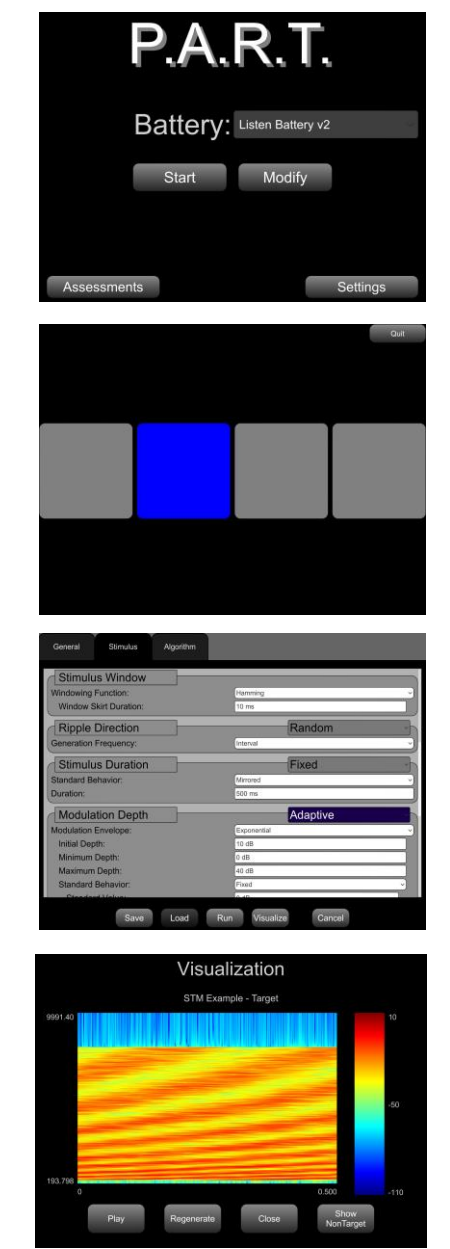 P.A.R.T.
Battery: Listen Battery v2
Start Modify
Assessments Settings
Quit
General Stimulus Algorithm
Stimulus Window
Windowing Function: Hamming
Window Skirt Duration: 10 ms
Ripple Direction Random
Generation Frequency: Interval
Stimulus Duration Fixed
Standard Behavior: Mirrored
Duration: 500 ms
Modulation Depth Adaptive
Modulation Envelope: Exponential
Initial Depth: 10 dB
Minimum Depth: 0 dB
Maximum Depth: 40 dB
Standard Behavior: Fixed
Save Load Run Visualize Cancel
Visualization
STM Example - Target
9991.40 10
-50
193.798 -110
0 0.500
Play Regenerate Close Show
NonTarget